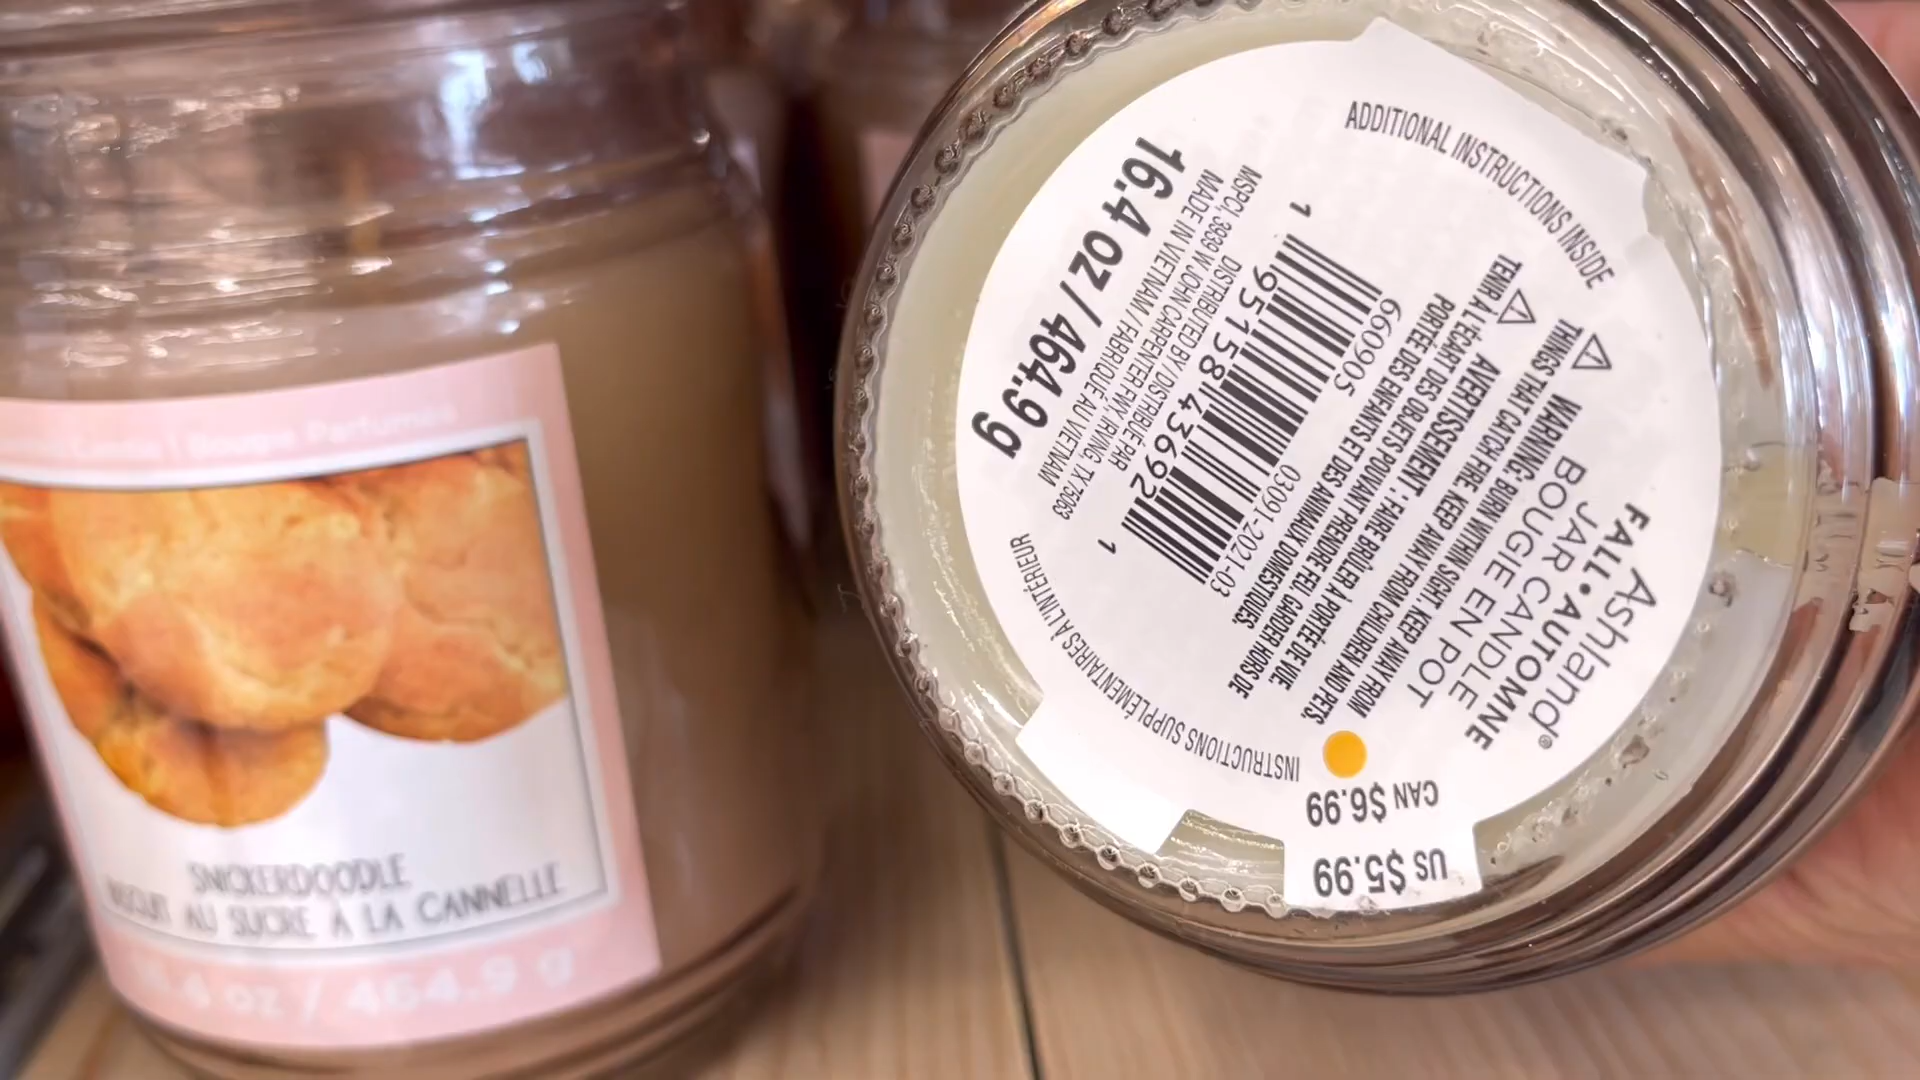 Bougie Parfumée
SNICKERDOODLE
BISCUIT AU SUCRE À LA CANNELLE
16.4 oz / 464.9 g
ADDITIONAL INSTRUCTIONS INSIDE
Ashland®
FALL • AUTOMNE
JAR CANDLE
BOUGIE EN POT
WARNING: BURN WITHIN SIGHT. KEEP AWAY FROM
THINGS THAT CATCH FIRE. KEEP AWAY FROM CHILDREN AND PETS.
AVERTISSEMENT : FAIRE BRÛLER À PORTÉE DE VUE.
TENIR À L'ÉCART DES OBJETS POUVANT PRENDRE FEU. GARDER HORS DE
PORTÉE DES ENFANTS ET DES ANIMAUX DOMESTIQUES.
660905
03091-2021-03
1 95158 43692 1
DISTRIBUTED BY / DISTRIBUÉ PAR
MSPCI, 3939 W JOHN CARPENTER FWY, IRVING, TX 75063
MADE IN VIETNAM / FABRIQUÉ AU VIETNAM
16.4 oz / 464.9 g
INSTRUCTIONS SUPPLÉMENTAIRES À L'INTÉRIEUR
CAN $6.99
US $5.99